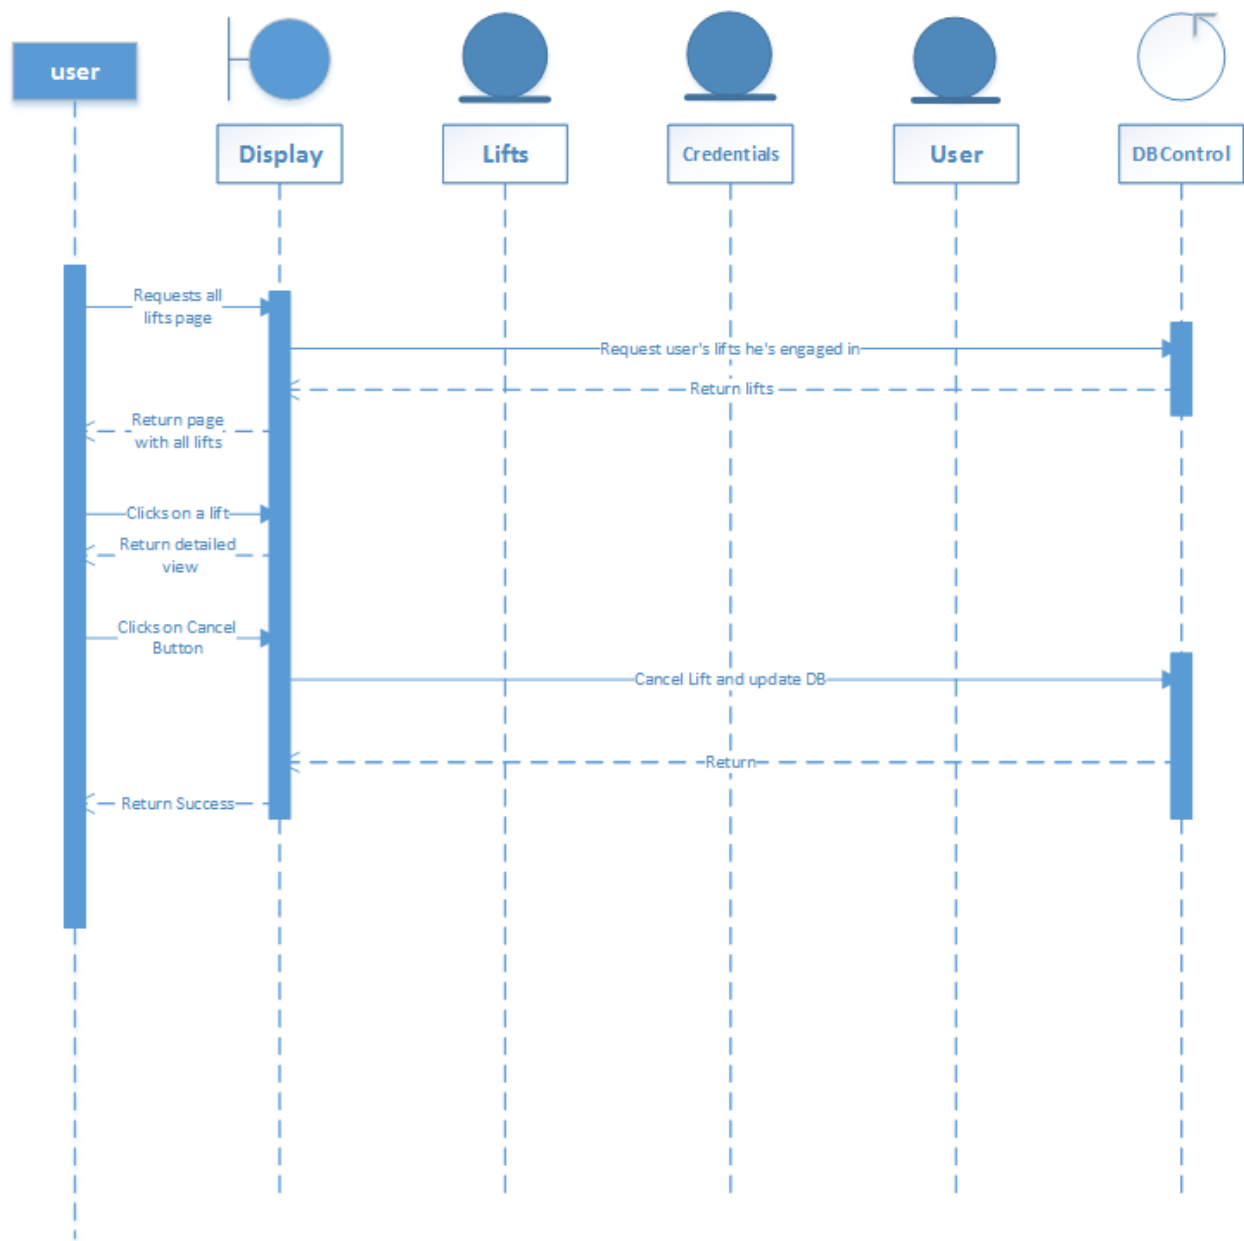 user
Display
Lifts
Credentials
User
DBControl
Requests all
lifts page
Request user's lifts he's engaged in
Return lifts
Return page
with all lifts
Clicks on a lift
Return detailed
view
Clicks on Cancel
Button
Cancel Lift and update DB
Return
Return Success